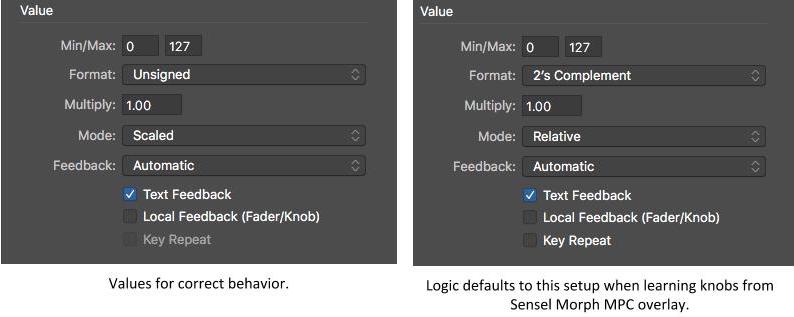 Value
Min/Max: 0 127
Format: Unsigned
Multiply: 1.00
Mode: Scaled
Feedback: Automatic
Text Feedback
Local Feedback (Fader/Knob)
Key Repeat
Values for correct behavior.
Value
Min/Max: 0 127
Format: 2's Complement
Multiply: 1.00
Mode: Relative
Feedback: Automatic
Text Feedback
Local Feedback (Fader/Knob)
Key Repeat
Logic defaults to this setup when learning knobs from
Sensel Morph MPC overlay.